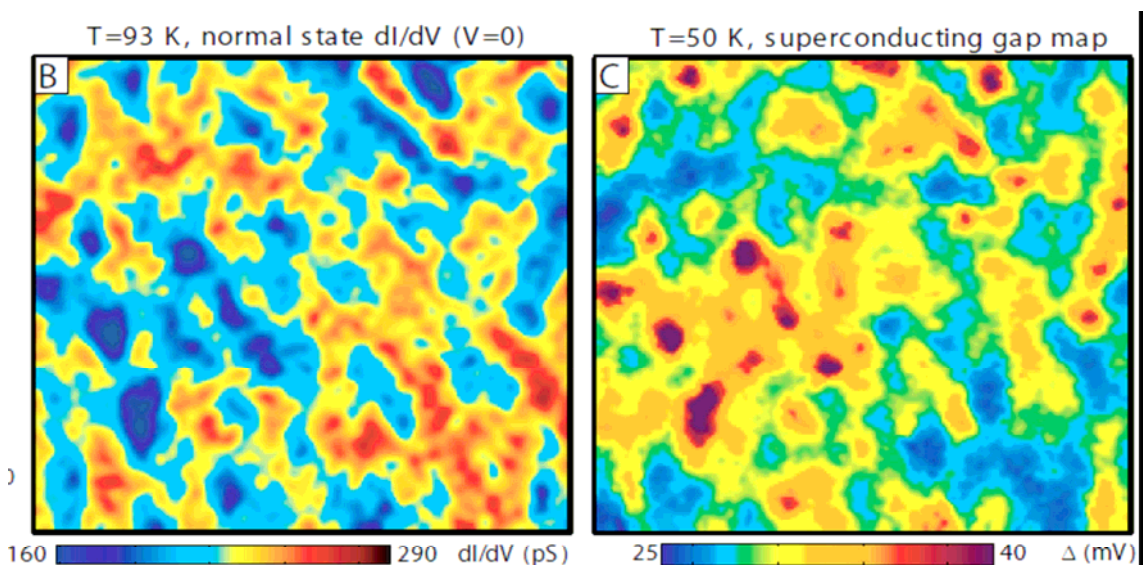 T=93 K, normal state dI/dV (V=0)
T=50 K, superconducting gap map
B
C
160
290
dI/dV (pS)
25
40
Δ (mV)